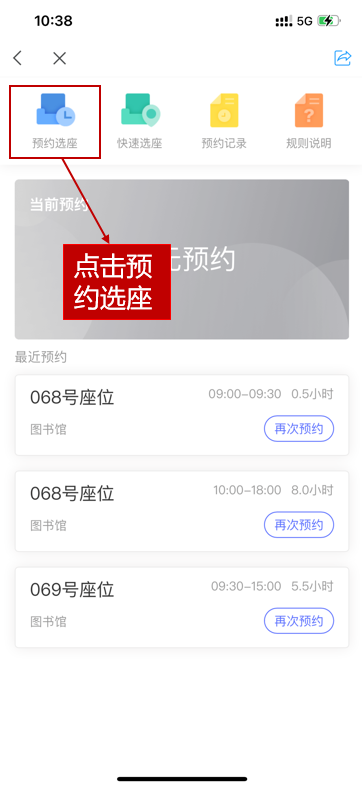 10:38
5G
预约选座
快速选座
预约记录
规则说明
当前预约
无预约
点击预
约选座
最近预约
068号座位
09:00-09:30 0.5小时
图书馆
再次预约
068号座位
10:00-18:00 8.0小时
图书馆
再次预约
069号座位
09:30-15:00 5.5小时
图书馆
再次预约